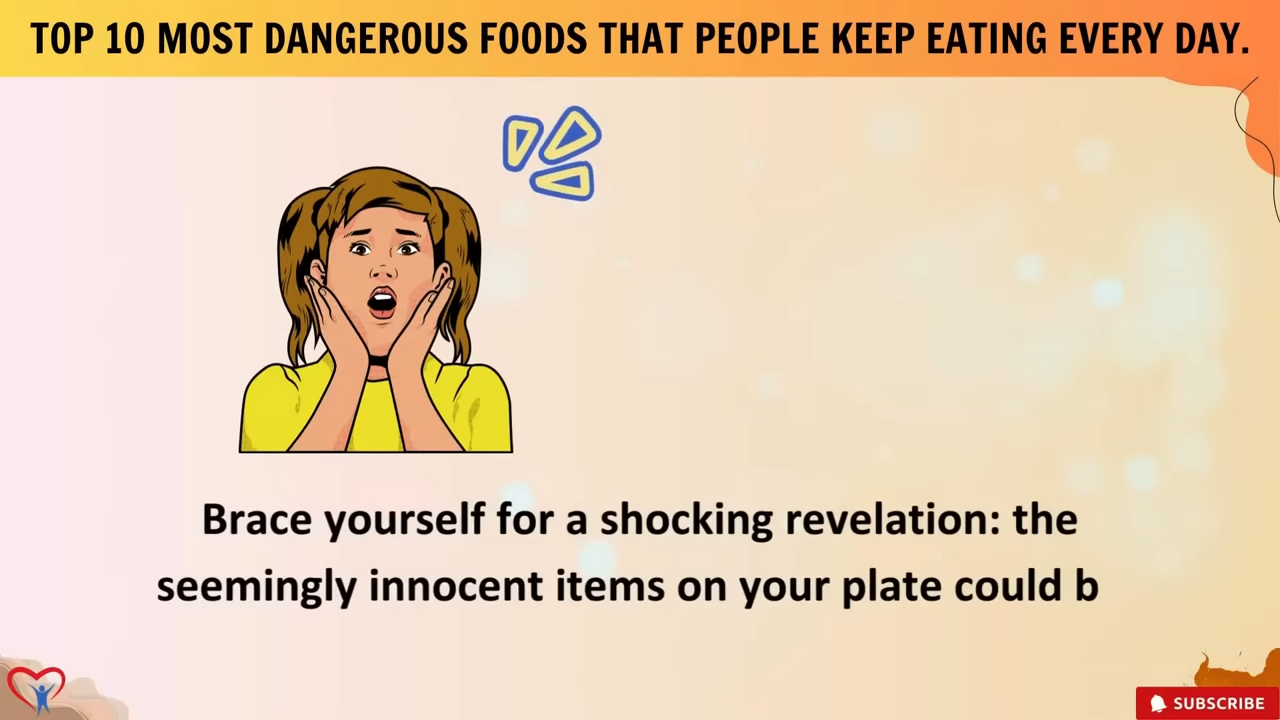 TOP 10 MOST DANGEROUS FOODS THAT PEOPLE KEEP EATING EVERY DAY.
Brace yourself for a shocking revelation: the
seemingly innocent items on your plate could b
SUBSCRIBE